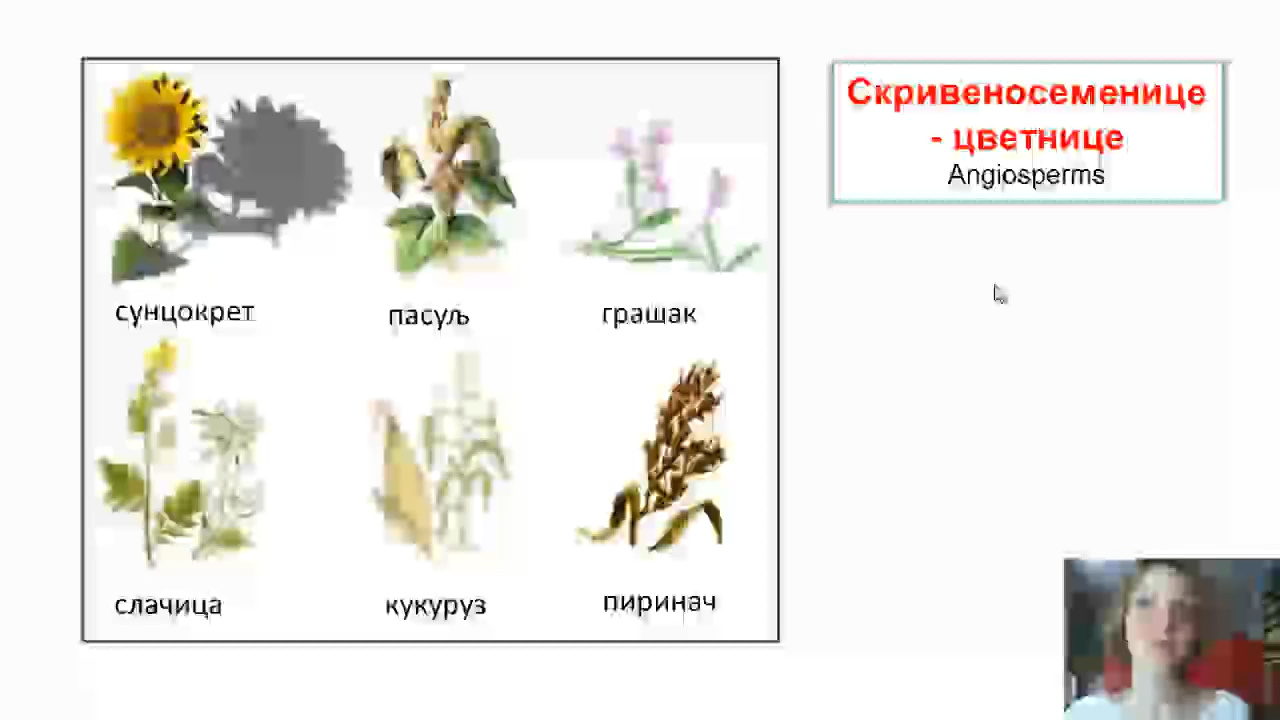 Скривеносеменице
- цветнице
Angiosperms
сунцокрет
пасуљ
грашак
слачица
кукуруз
пиринач